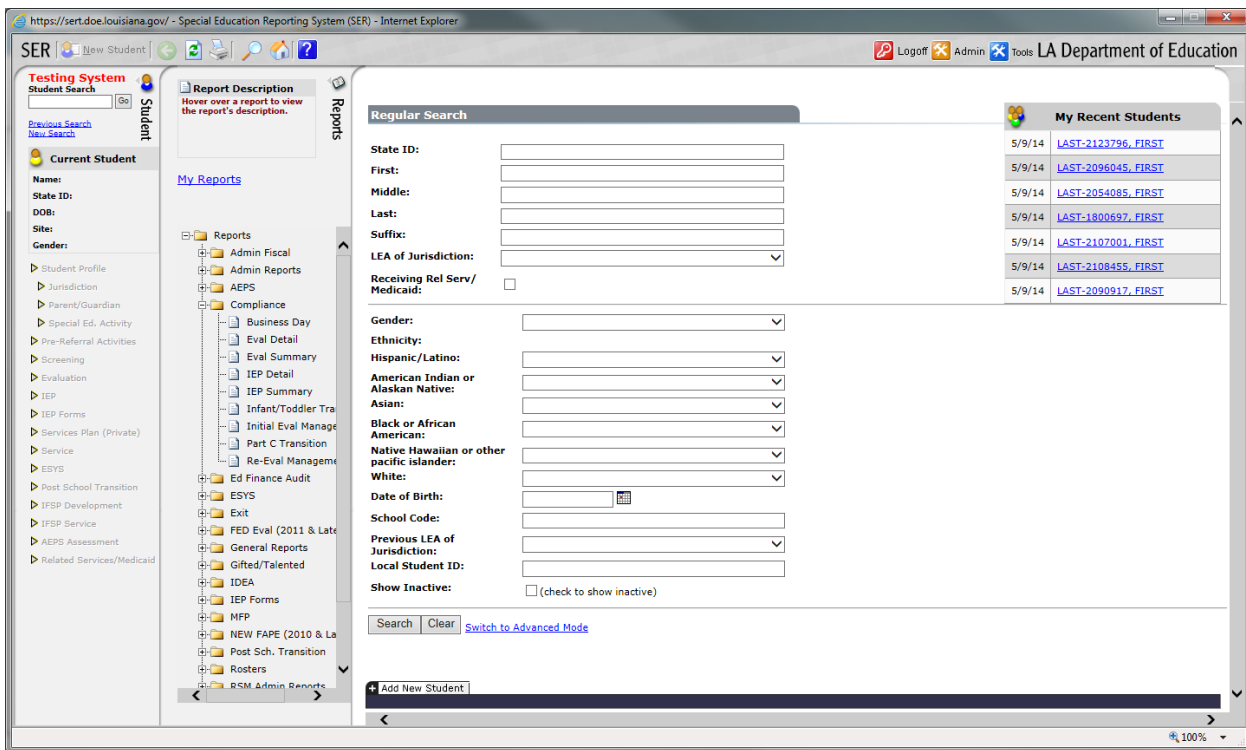 https://sert.doe.louisiana.gov/ - Special Education Reporting System (SER) - Internet Explorer
SER New Student ? Logoff Admin Tools LA Department of Education
Testing System
Student Search
Go
Previous Search
New Search
Student
Current Student
Name:
State ID:
DOB:
Site:
Gender:
Student Profile
Jurisdiction
Parent/Guardian
Special Ed. Activity
Pre-Referral Activities
Screening
Evaluation
IEP
IEP Forms
Services Plan (Private)
Service
ESYS
Post School Transition
IFSP Development
IFSP Service
AEPS Assessment
Related Services/Medicaid
Report Description
Hover over a report to view
the report's description.
Reports
My Reports
Reports
Admin Fiscal
Admin Reports
AEPS
Compliance
Business Day
Eval Detail
Eval Summary
IEP Detail
IEP Summary
Infant/Toddler Tra
Initial Eval Manage
Part C Transition
Re-Eval Manageme
Ed Finance Audit
ESYS
Exit
FED Eval (2011 & Late
General Reports
Gifted/Talented
IDEA
IEP Forms
MFP
NEW FAPE (2010 & La
Post Sch. Transition
Rosters
RSM Admin Reports
Regular Search
State ID:
First:
Middle:
Last:
Suffix:
LEA of Jurisdiction:
Receiving Rel Serv/
Medicaid:
Gender:
Ethnicity:
Hispanic/Latino:
American Indian or
Alaskan Native:
Asian:
Black or African
American:
Native Hawaiian or other
pacific islander:
White:
Date of Birth:
School Code:
Previous LEA of
Jurisdiction:
Local Student ID:
Show Inactive: (check to show inactive)
Search Clear Switch to Advanced Mode
Add New Student
My Recent Students
5/9/14 LAST-2123796, FIRST
5/9/14 LAST-2096045, FIRST
5/9/14 LAST-2054085, FIRST
5/9/14 LAST-1800697, FIRST
5/9/14 LAST-2107001, FIRST
5/9/14 LAST-2108455, FIRST
5/9/14 LAST-2090917, FIRST
100%